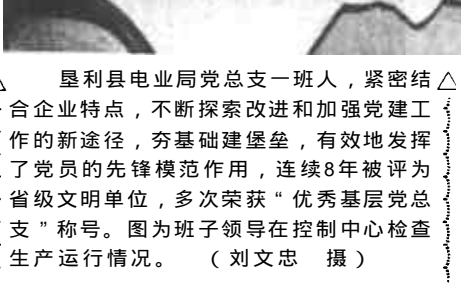 垦利县电业局党总支一班人，紧密结
合企业特点，不断探索改进和加强党建工
作的新途径，夯基础建堡垒，有效地发挥
了党员的先锋模范作用，连续8年被评为
省级文明单位，多次荣获“优秀基层党总
支”称号。图为班子领导在控制中心检查
生产运行情况。 （刘文忠 摄）